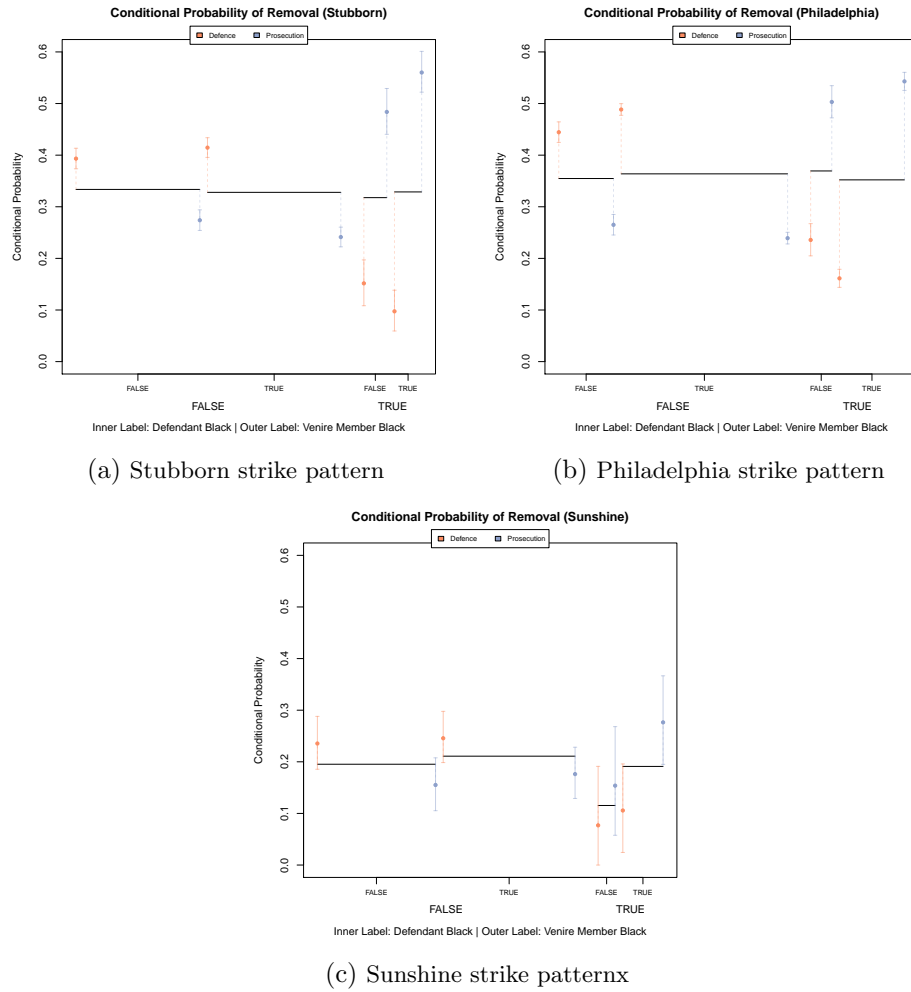 Conditional Probability of Removal (Stubborn)
Defence Prosecution
Conditional Probability
0.6
0.5
0.4
0.3
0.2
0.1
0.0
FALSE TRUE FALSE TRUE
FALSE TRUE
Inner Label: Defendant Black | Outer Label: Venire Member Black
(a) Stubborn strike pattern
Conditional Probability of Removal (Philadelphia)
Defence Prosecution
Conditional Probability
0.6
0.5
0.4
0.3
0.2
0.1
0.0
FALSE TRUE FALSE TRUE
FALSE TRUE
Inner Label: Defendant Black | Outer Label: Venire Member Black
(b) Philadelphia strike pattern
Conditional Probability of Removal (Sunshine)
Defence Prosecution
Conditional Probability
0.6
0.5
0.4
0.3
0.2
0.1
0.0
FALSE TRUE FALSE TRUE
FALSE TRUE
Inner Label: Defendant Black | Outer Label: Venire Member Black
(c) Sunshine strike patternx